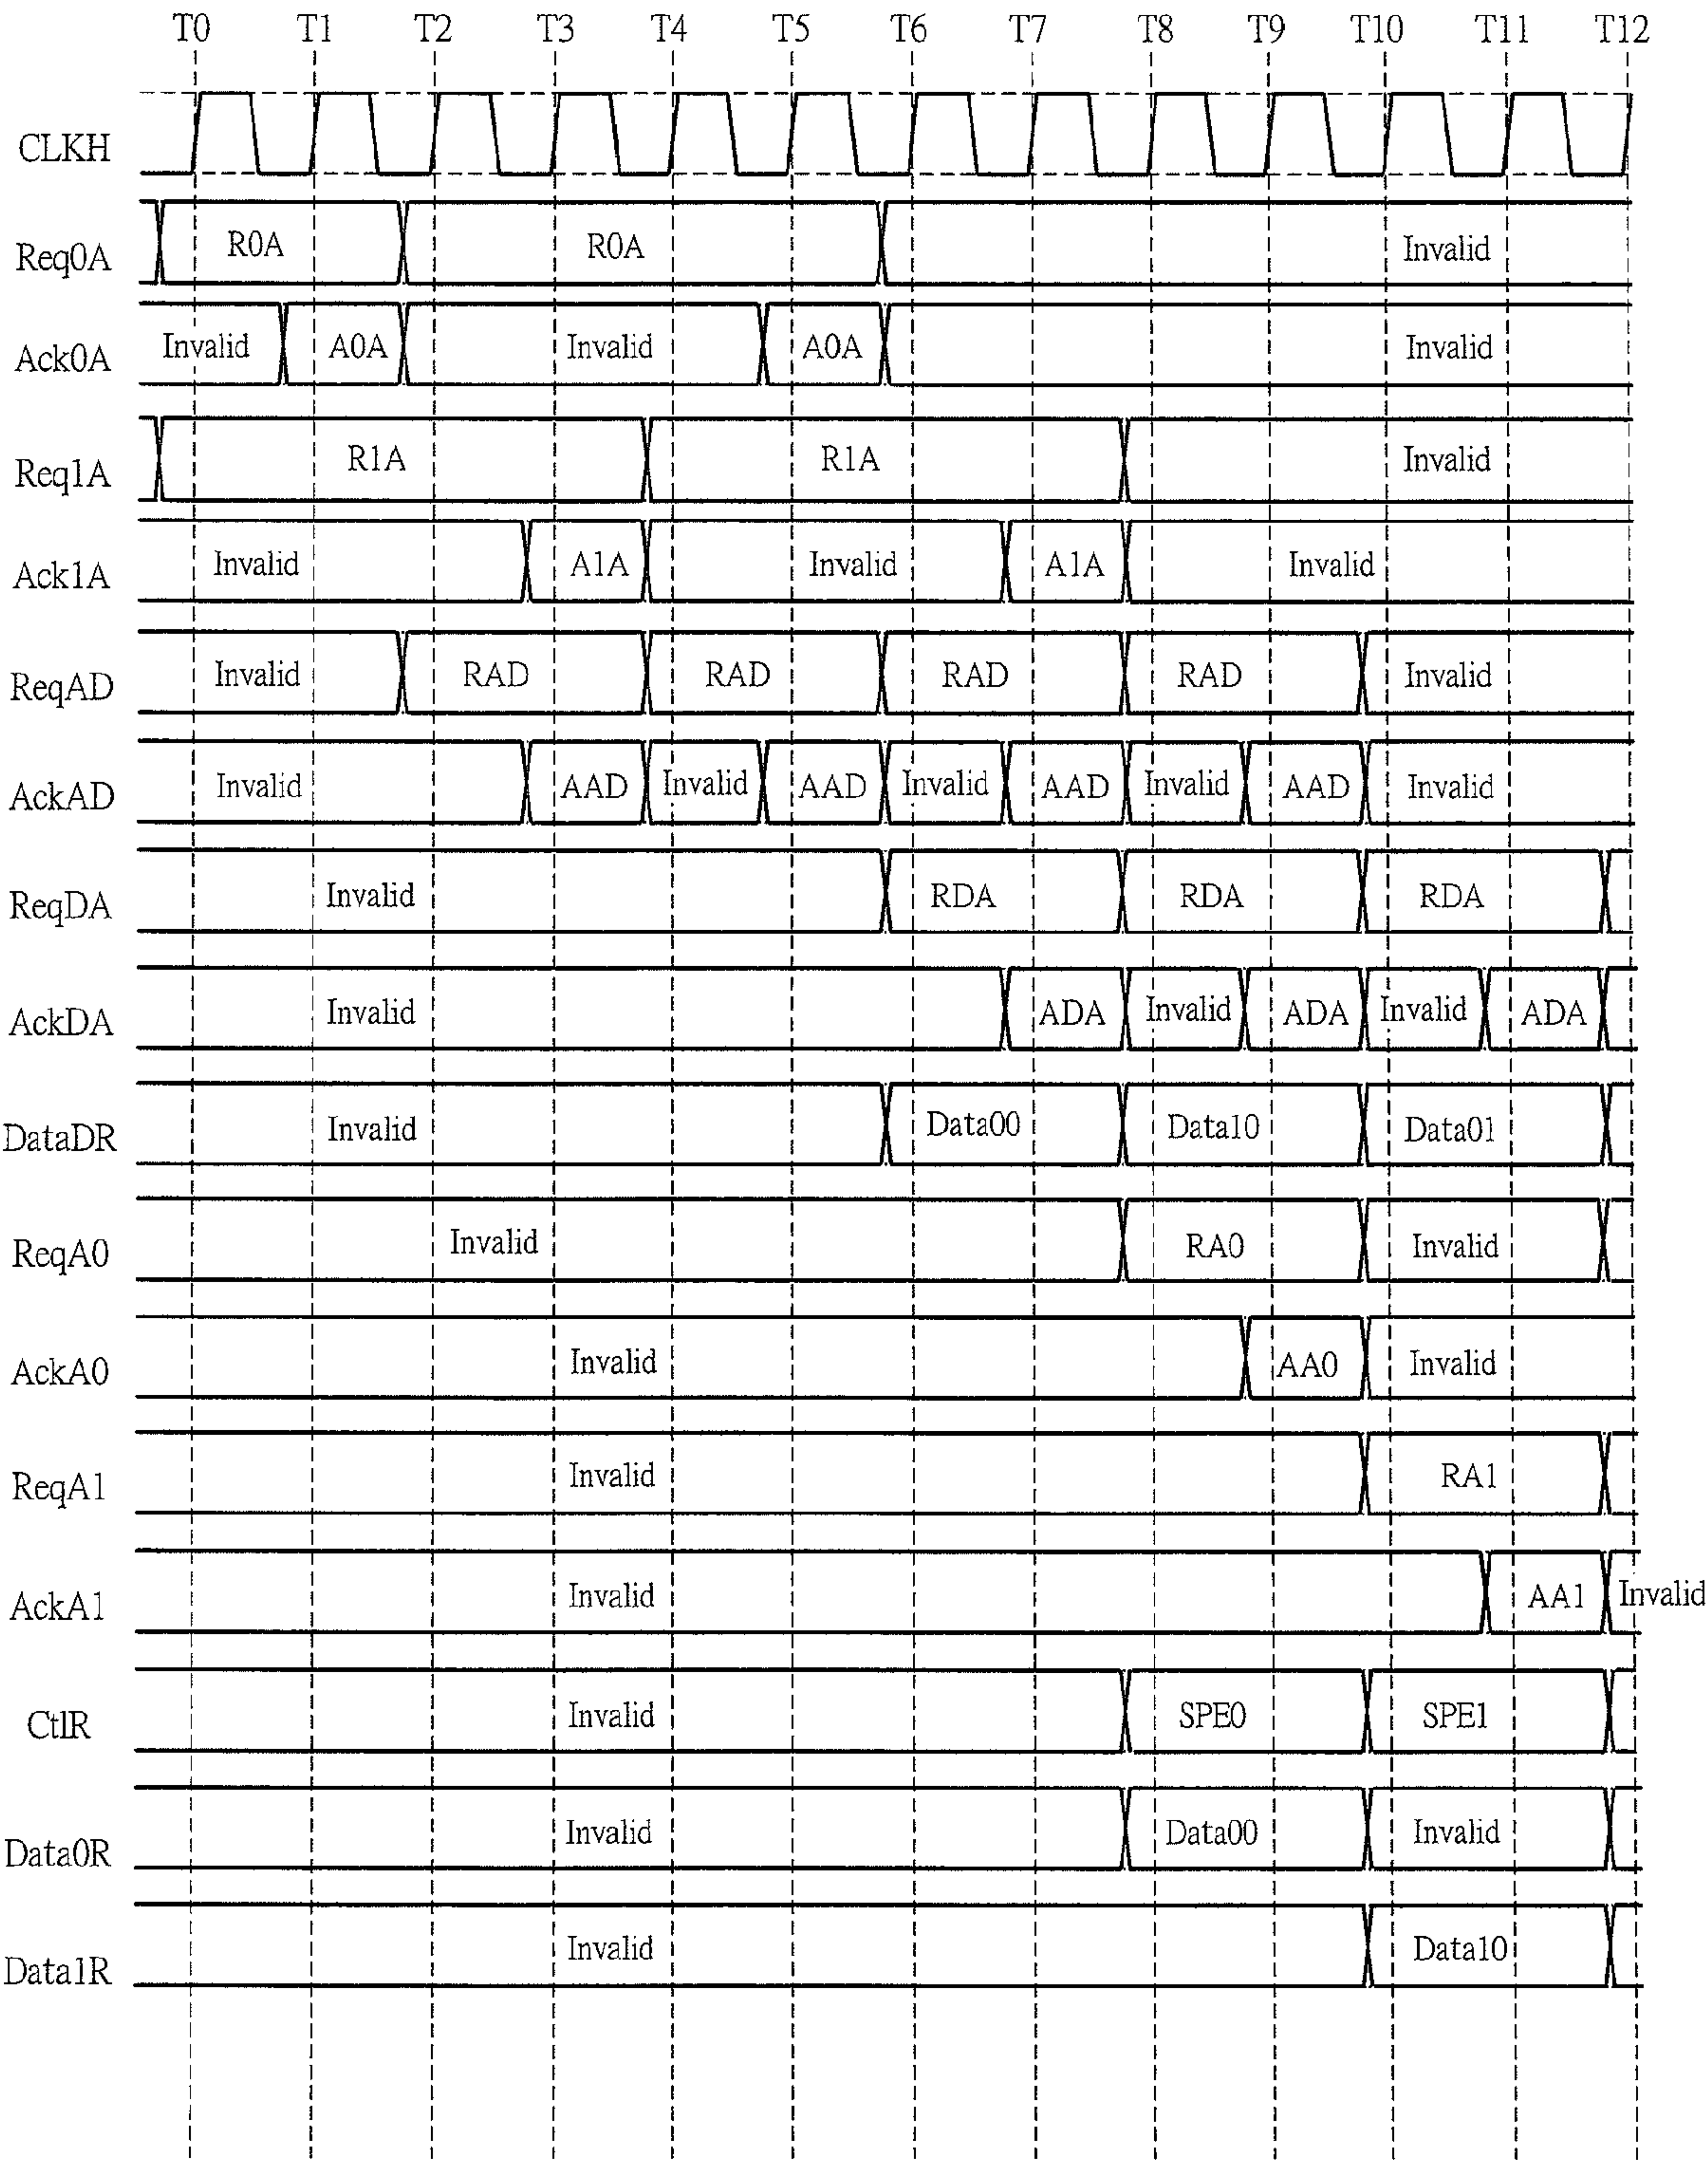 T0 T1 T2 T3 T4 T5 T6 T7 T8 T9 T10 T11 T12
CLKH
Req0A R0A R0A Invalid
Ack0A Invalid A0A Invalid A0A Invalid
Req1A R1A R1A Invalid
Ack1A Invalid A1A Invalid A1A Invalid
ReqAD Invalid RAD RAD RAD RAD Invalid
AckAD Invalid AAD Invalid AAD Invalid AAD Invalid AAD Invalid
ReqDA Invalid RDA RDA RDA
AckDA Invalid ADA Invalid ADA Invalid ADA
DataDR Invalid Data00 Data10 Data01
ReqA0 Invalid RA0 Invalid
AckA0 Invalid AA0 Invalid
ReqA1 Invalid RA1
AckA1 Invalid AA1 Invalid
CtlR Invalid SPE0 SPE1
Data0R Invalid Data00 Invalid
Data1R Invalid Data10